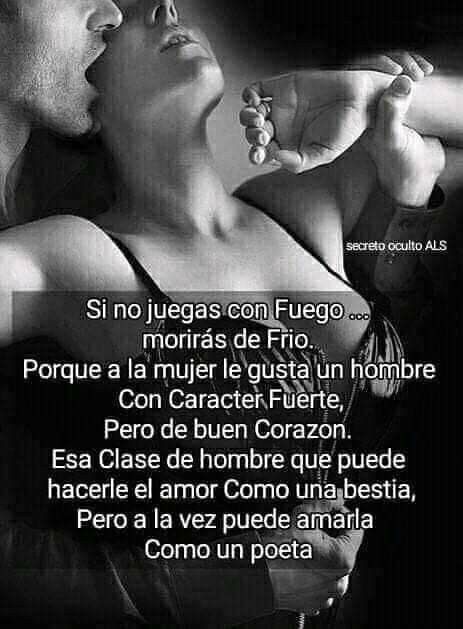 secreto oculto ALS
Si no juegas con Fuego ...
morirás de Frio.
Porque a la mujer le gusta un hombre
Con Caracter Fuerte,
Pero de buen Corazon.
Esa Clase de hombre que puede
hacerle el amor Como una bestia,
Pero a la vez puede amarla
Como un poeta